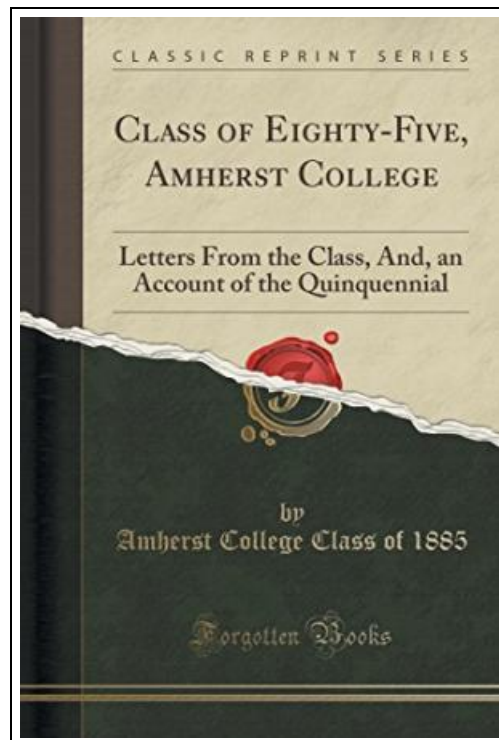 CLASSIC REPRINT SERIES
CLASS OF EIGHTY-FIVE,
AMHERST COLLEGE
Letters From the Class, And, an
Account of the Quinquennial
by
Amherst College Class of 1885
Forgotten Books